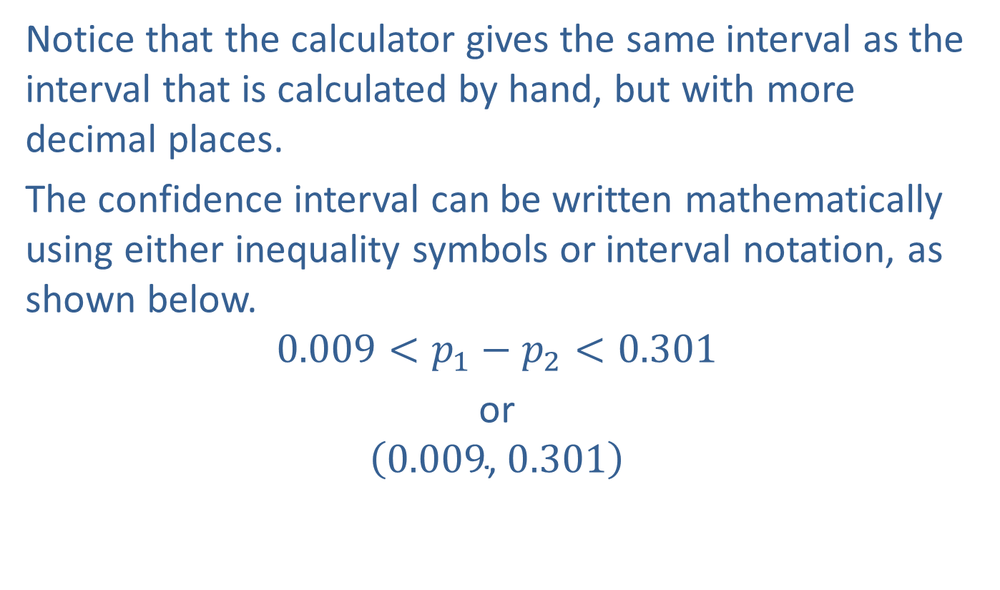 Notice that the calculator gives the same interval as the
interval that is calculated by hand, but with more
decimal places.
The confidence interval can be written mathematically
using either inequality symbols or interval notation, as
shown below.
0.009 < p₁ − p₂ < 0.301
or
(0.009., 0.301)